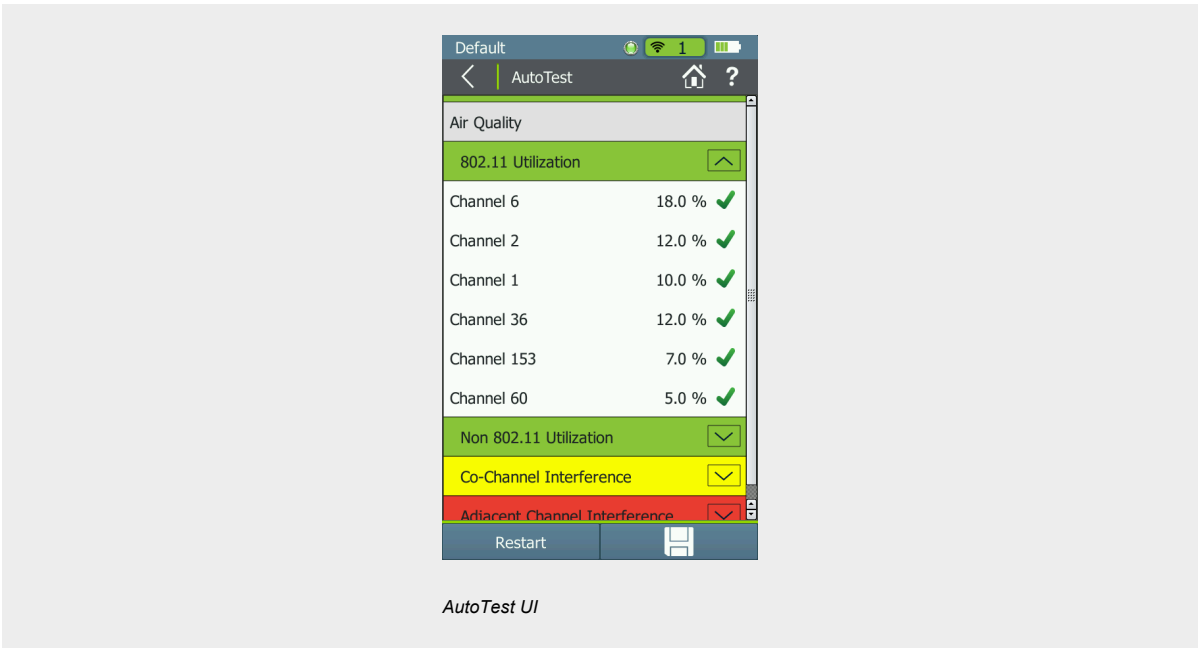 Default 1
AutoTest ?
Air Quality
802.11 Utilization
Channel 6 18.0 %
Channel 2 12.0 %
Channel 1 10.0 %
Channel 36 12.0 %
Channel 153 7.0 %
Channel 60 5.0 %
Non 802.11 Utilization
Co-Channel Interference
Adjacent Channel Interference
Restart
AutoTest UI